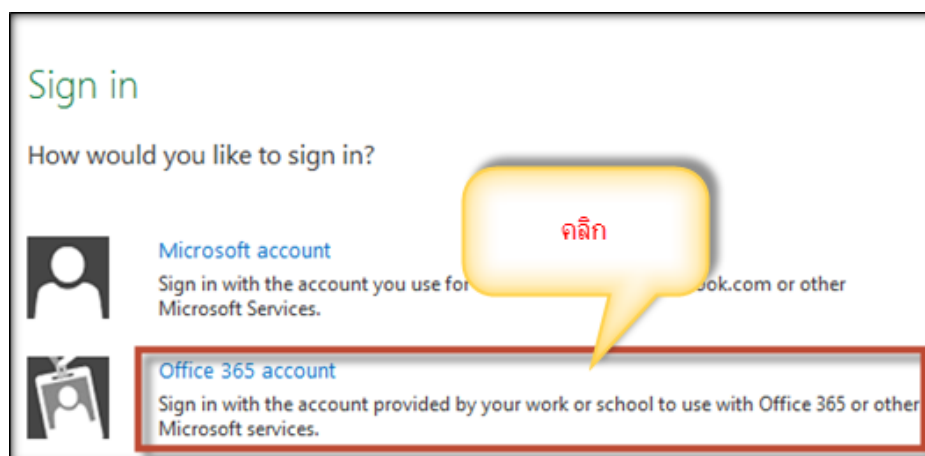 Sign in
How would you like to sign in?
คลิก
Microsoft account
Sign in with the account you use for ook.com or other
Microsoft Services.
Office 365 account
Sign in with the account provided by your work or school to use with Office 365 or other
Microsoft services.